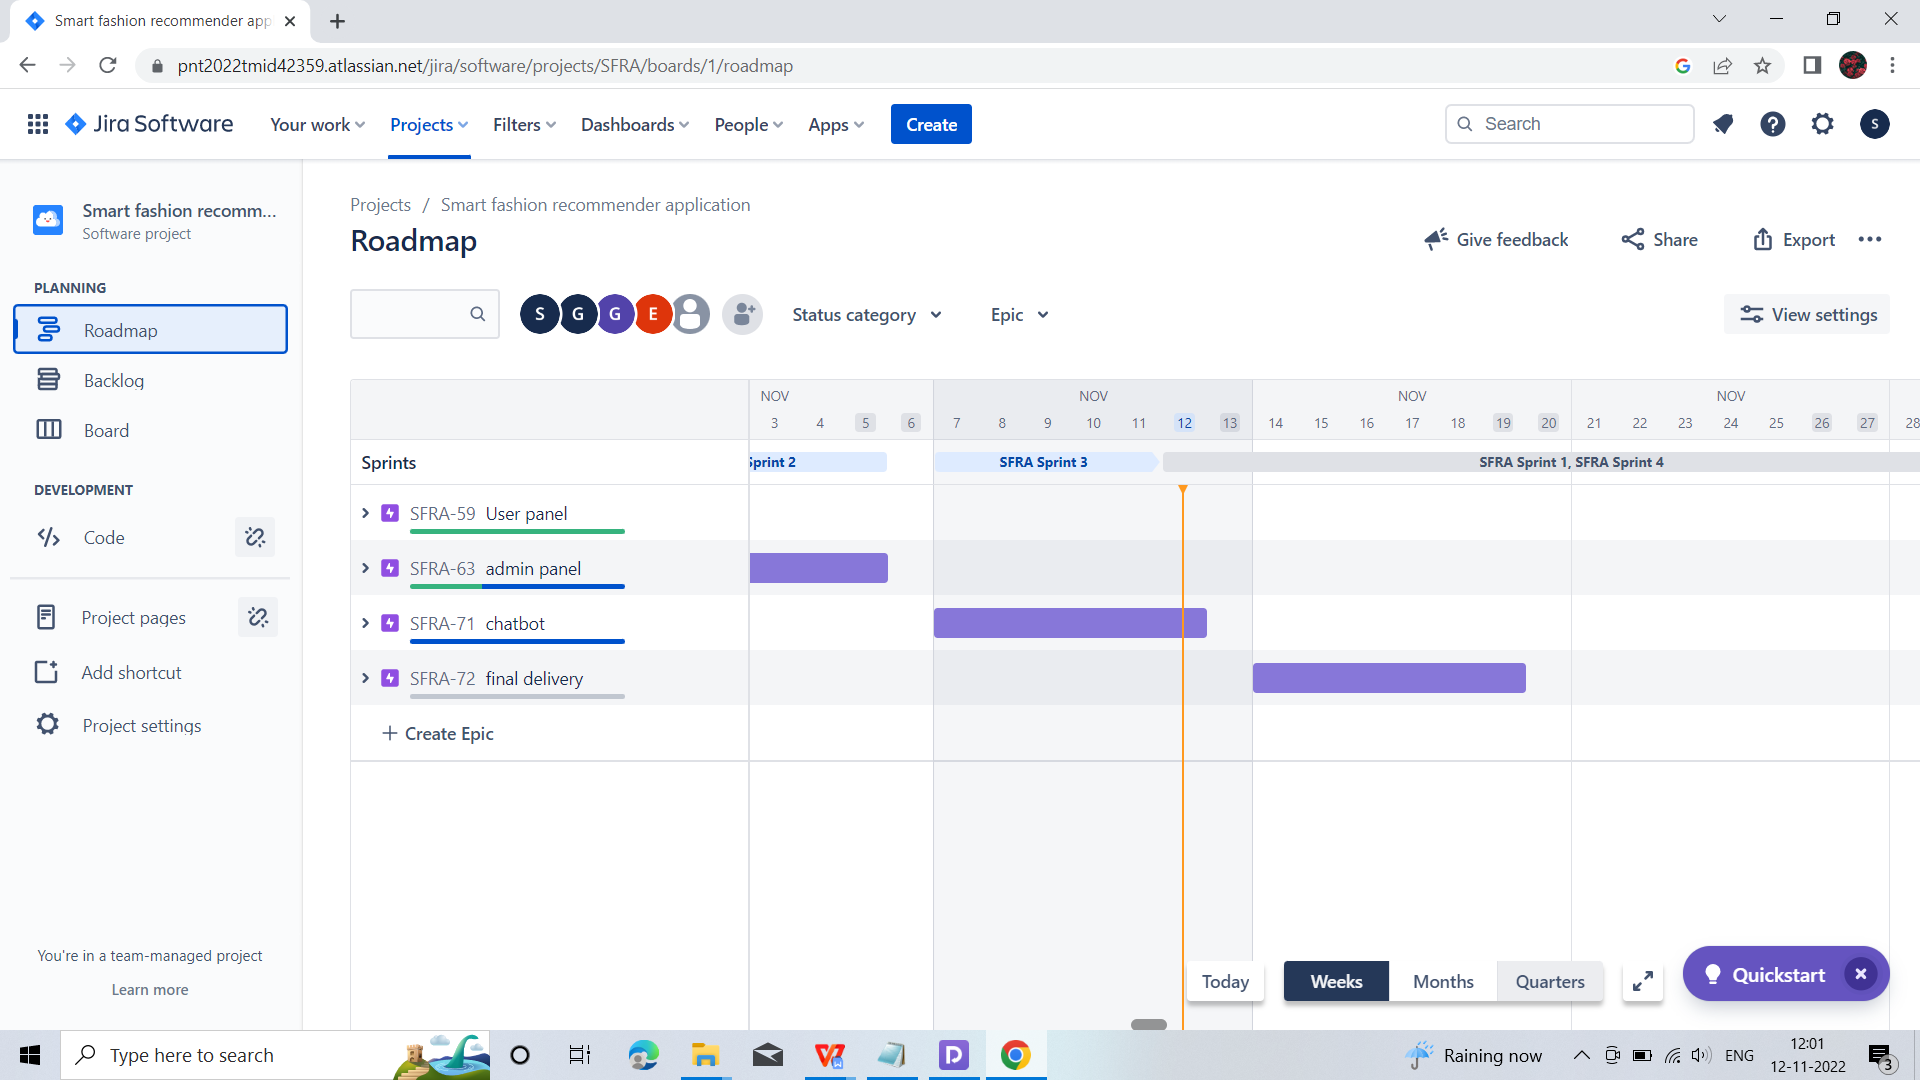 Smart fashion recommender app
pnt2022tmid42359.atlassian.net/jira/software/projects/SFRA/boards/1/roadmap
Jira Software
Your work
Projects
Filters
Dashboards
People
Apps
Create
Search
S
Smart fashion recomm...
Software project
PLANNING
Roadmap
Backlog
Board
DEVELOPMENT
Code
Project pages
Add shortcut
Project settings
You're in a team-managed project
Learn more
Projects / Smart fashion recommender application
Roadmap
Give feedback
Share
Export
S G G E
Status category
Epic
View settings
NOV NOV NOV NOV
3 4 5 6 7 8 9 10 11 12 13 14 15 16 17 18 19 20 21 22 23 24 25 26 27 28
Sprints
Sprint 2
SFRA Sprint 3
SFRA Sprint 1, SFRA Sprint 4
SFRA-59 User panel
SFRA-63 admin panel
SFRA-71 chatbot
SFRA-72 final delivery
+ Create Epic
Today
Weeks
Months
Quarters
Quickstart
Type here to search
Raining now
ENG
12:01
12-11-2022
3